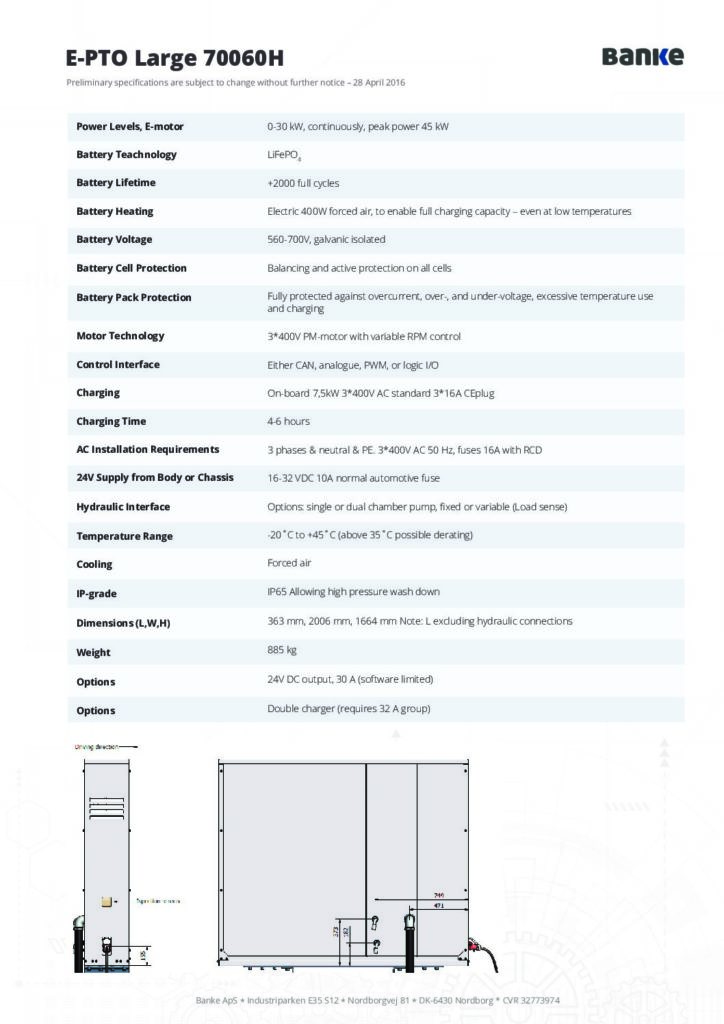 E-PTO Large 70060H
BANKE
Preliminary specifications are subject to change without further notice – 28 April 2016
Power Levels, E-motor 0-30 kW, continuously, peak power 45 kW
Battery Teachnology LiFePO₄
Battery Lifetime +2000 full cycles
Battery Heating Electric 400W forced air, to enable full charging capacity – even at low temperatures
Battery Voltage 560-700V, galvanic isolated
Battery Cell Protection Balancing and active protection on all cells
Battery Pack Protection Fully protected against overcurrent, over-, and under-voltage, excessive temperature use
and charging
Motor Technology 3*400V PM-motor with variable RPM control
Control Interface Either CAN, analogue, PWM, or logic I/O
Charging On-board 7,5kW 3*400V AC standard 3*16A CEplug
Charging Time 4-6 hours
AC Installation Requirements 3 phases & neutral & PE. 3*400V AC 50 Hz, fuses 16A with RCD
24V Supply from Body or Chassis 16-32 VDC 10A normal automotive fuse
Hydraulic Interface Options: single or dual chamber pump, fixed or variable (Load sense)
Temperature Range -20˚C to +45˚C (above 35˚C possible derating)
Cooling Forced air
IP-grade IP65 Allowing high pressure wash down
Dimensions (L,W,H) 363 mm, 2006 mm, 1664 mm Note: L excluding hydraulic connections
Weight 885 kg
Options 24V DC output, 30 A (software limited)
Options Double charger (requires 32 A group)
Driving direction
744
471
373
182
135
Banke ApS * Industriparken E35 S12 * Nordborgvej 81 * DK-6430 Nordborg * CVR 32773974